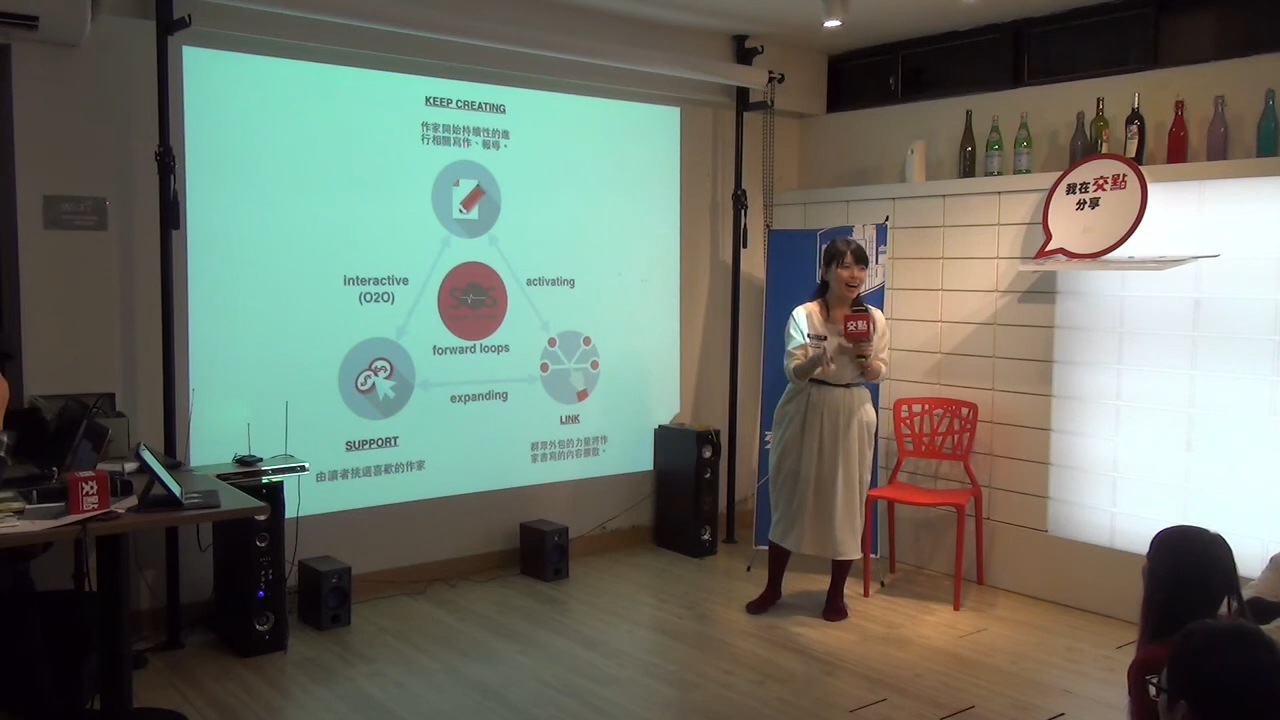 KEEP CREATING
作家開始持續性的進
行相關寫作、報導。
interactive
(O2O)
activating
SOS
forward loops
expanding
SUPPORT
由讀者挑選喜歡的作家
LINK
群眾外包的力量將作
家書寫的內容擴散。
我在交點
分享
交點
交點